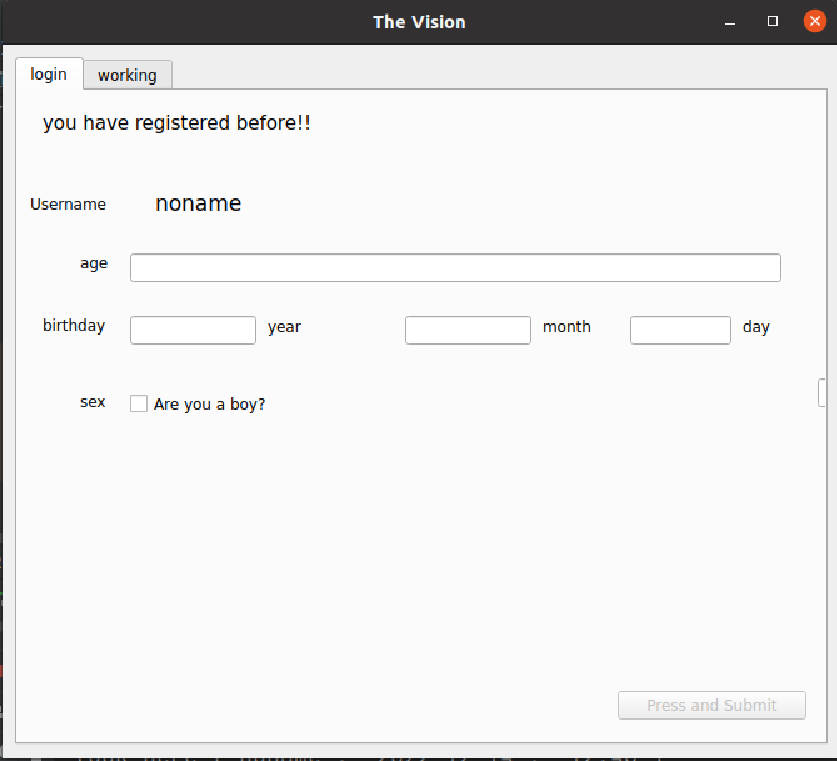 The Vision
login working
you have registered before!!
Username noname
age
birthday year month day
sex Are you a boy?
Press and Submit